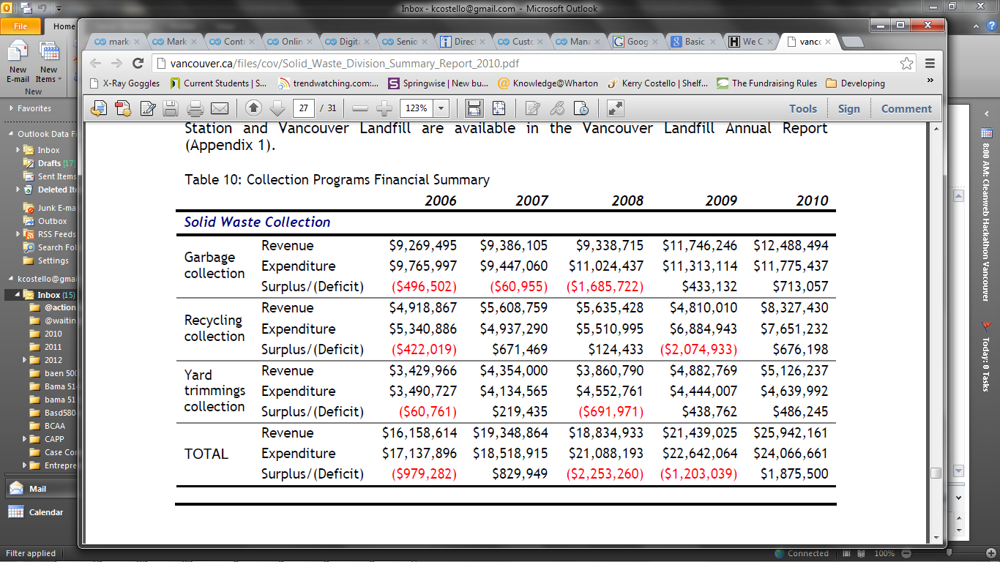 Inbox - kcostello@gmail.com - Microsoft Outlook
File Home
mark Mark Conti Onlin Digita Senio Direct Custo Mana Goog Basic We C vanc
vancouver.ca/files/cov/Solid_Waste_Division_Summary_Report_2010.pdf
X-Ray Goggles Current Students | S... trendwatching.com:... Springwise | New bu... Knowledge@Wharton Kerry Costello | Shelf... The Fundraising Rules Developing »
27 / 31 123% Tools Sign Comment
New E-mail
New Items
New
Favorites
Outlook Data Fi
Inbox
Drafts [17]
Sent Items
Deleted Ite
Junk E-ma
Outbox
RSS Feeds
Search Fol
Settings
kcostello@gmai
Inbox (15)
@action
@waitin
2010
2011
2012
baen 500
Bama 51
bama 51
Basd580
BCAA
CAPP
Case Cor
Entrepre
Mail
Calendar
Station and Vancouver Landfill are available in the Vancouver Landfill Annual Report
(Appendix 1).
Table 10: Collection Programs Financial Summary
2006 2007 2008 2009 2010
Solid Waste Collection
Garbage collection
Revenue $9,269,495 $9,386,105 $9,338,715 $11,746,246 $12,488,494
Expenditure $9,765,997 $9,447,060 $11,024,437 $11,313,114 $11,775,437
Surplus/(Deficit) ($496,502) ($60,955) ($1,685,722) $433,132 $713,057
Recycling collection
Revenue $4,918,867 $5,608,759 $5,635,428 $4,810,010 $8,327,430
Expenditure $5,340,886 $4,937,290 $5,510,995 $6,884,943 $7,651,232
Surplus/(Deficit) ($422,019) $671,469 $124,433 ($2,074,933) $676,198
Yard trimmings collection
Revenue $3,429,966 $4,354,000 $3,860,790 $4,882,769 $5,126,237
Expenditure $3,490,727 $4,134,565 $4,552,761 $4,444,007 $4,639,992
Surplus/(Deficit) ($60,761) $219,435 ($691,971) $438,762 $486,245
TOTAL
Revenue $16,158,614 $19,348,864 $18,834,933 $21,439,025 $25,942,161
Expenditure $17,137,896 $18,518,915 $21,088,193 $22,642,064 $24,066,661
Surplus/(Deficit) ($979,282) $829,949 ($2,253,260) ($1,203,039) $1,875,500
8:00 AM: Cleanweb Hackathon Vancouver
Today: 0 Tasks
Filter applied Connected 100%